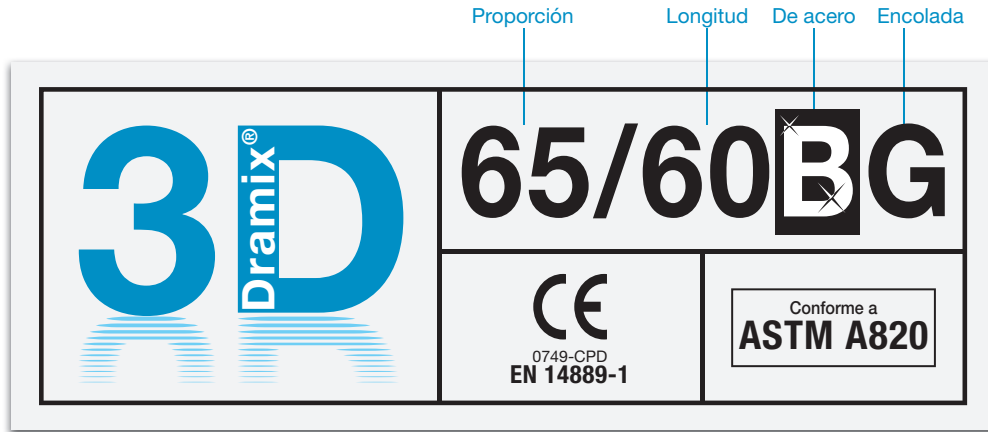 Proporción Longitud De acero Encolada
3D Dramix®
65/60BG
CE
0749-CPD
EN 14889-1
Conforme a
ASTM A820